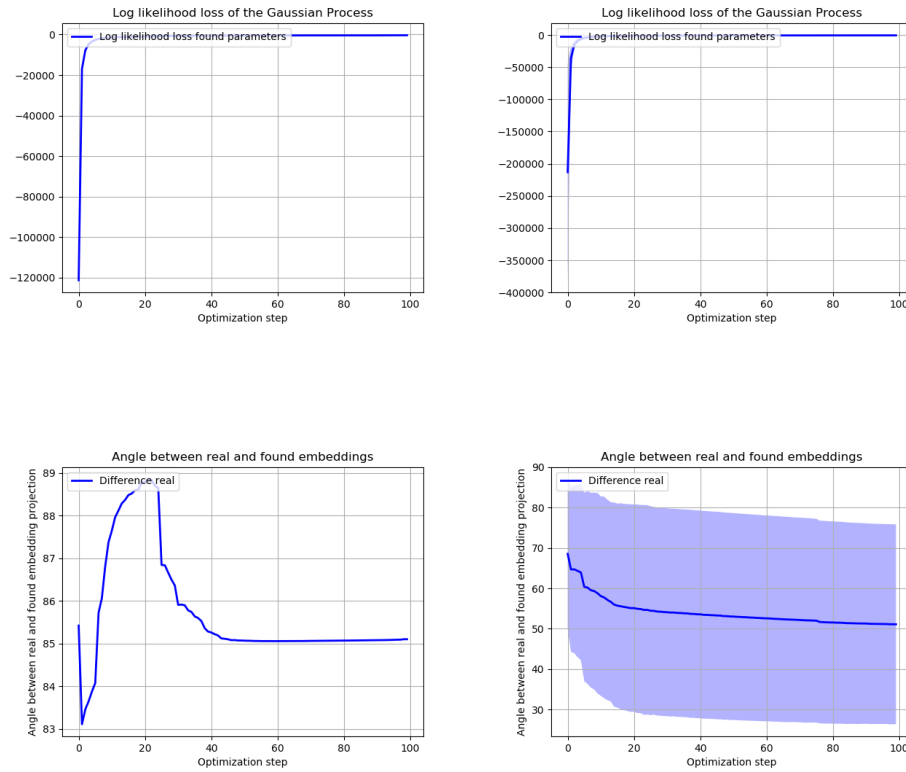 Log likelihood loss of the Gaussian Process
Log likelihood loss found parameters
0
−20000
−40000
−60000
−80000
−100000
−120000
0 20 40 60 80 100
Optimization step
Log likelihood loss of the Gaussian Process
Log likelihood loss found parameters
0
−50000
−100000
−150000
−200000
−250000
−300000
−350000
−400000
0 20 40 60 80 100
Optimization step
Angle between real and found embeddings
Difference real
Angle between real and found embedding projection
89
88
87
86
85
84
83
0 20 40 60 80 100
Optimization step
Angle between real and found embeddings
Difference real
Angle between real and found embedding projection
90
80
70
60
50
40
30
0 20 40 60 80 100
Optimization step